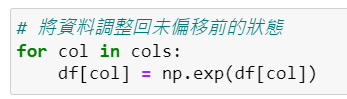 # 將資料調整回未偏移前的狀態
for col in cols:
    df[col] = np.exp(df[col])